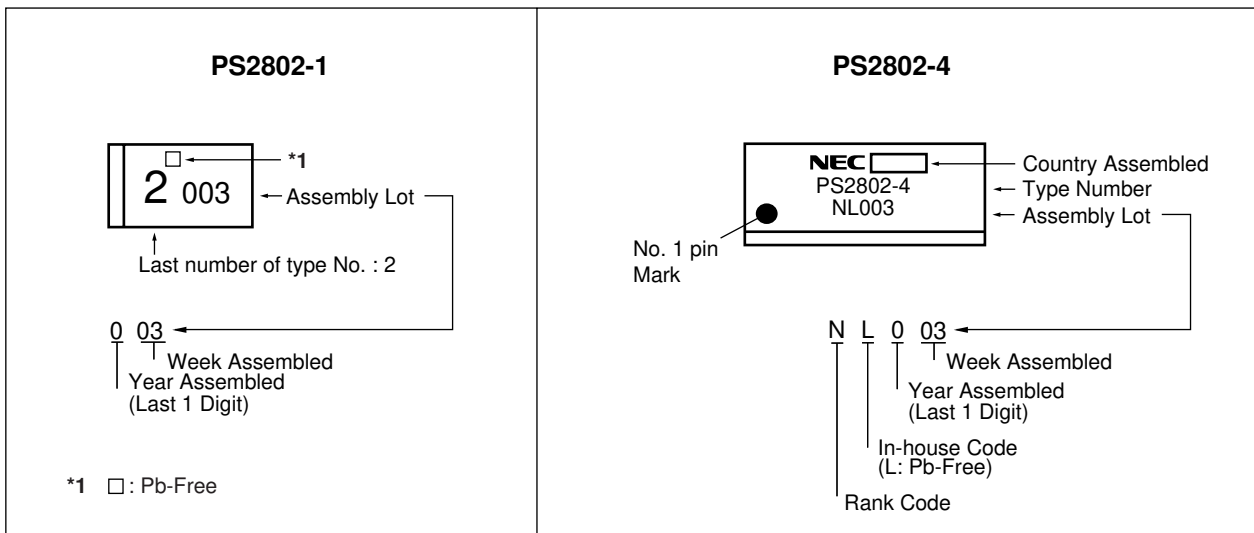 PS2802-1
*1
2 003
Assembly Lot
Last number of type No. : 2
0 03
Week Assembled
Year Assembled
(Last 1 Digit)
*1 □ : Pb-Free
PS2802-4
NEC
Country Assembled
PS2802-4
Type Number
NL003
Assembly Lot
No. 1 pin
Mark
N L 0 03
Week Assembled
Year Assembled
(Last 1 Digit)
In-house Code
(L: Pb-Free)
Rank Code